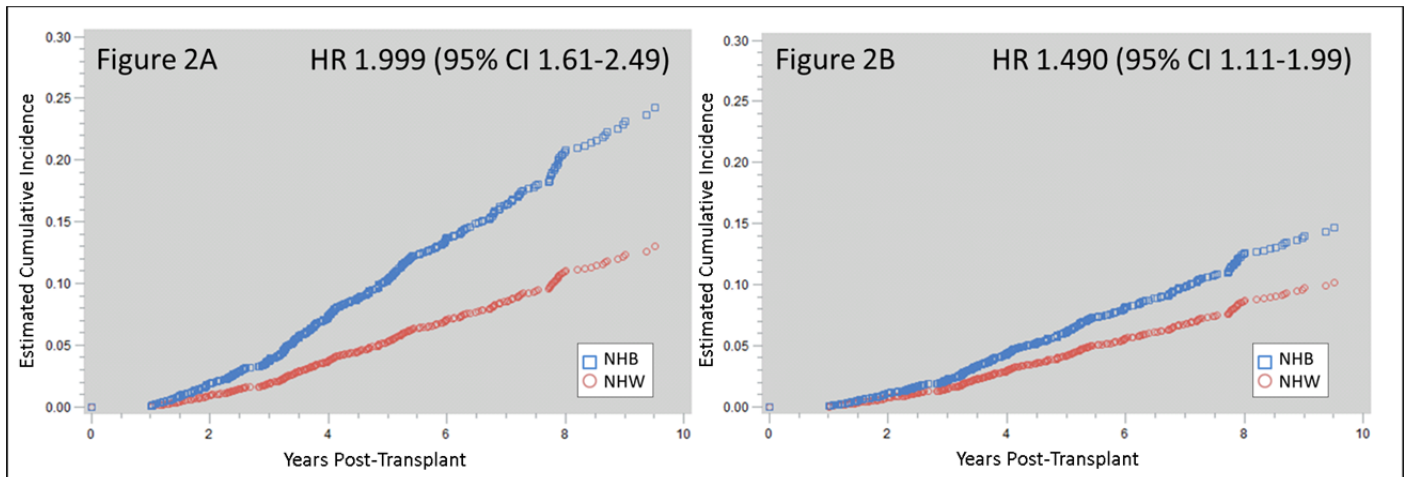 Figure 2A
HR 1.999 (95% CI 1.61-2.49)
Estimated Cumulative Incidence
0.30
0.25
0.20
0.15
0.10
0.05
0.00
NHB
NHW
0 2 4 6 8 10
Years Post-Transplant
Figure 2B
HR 1.490 (95% CI 1.11-1.99)
Estimated Cumulative Incidence
0.30
0.25
0.20
0.15
0.10
0.05
0.00
NHB
NHW
0 2 4 6 8 10
Years Post-Transplant